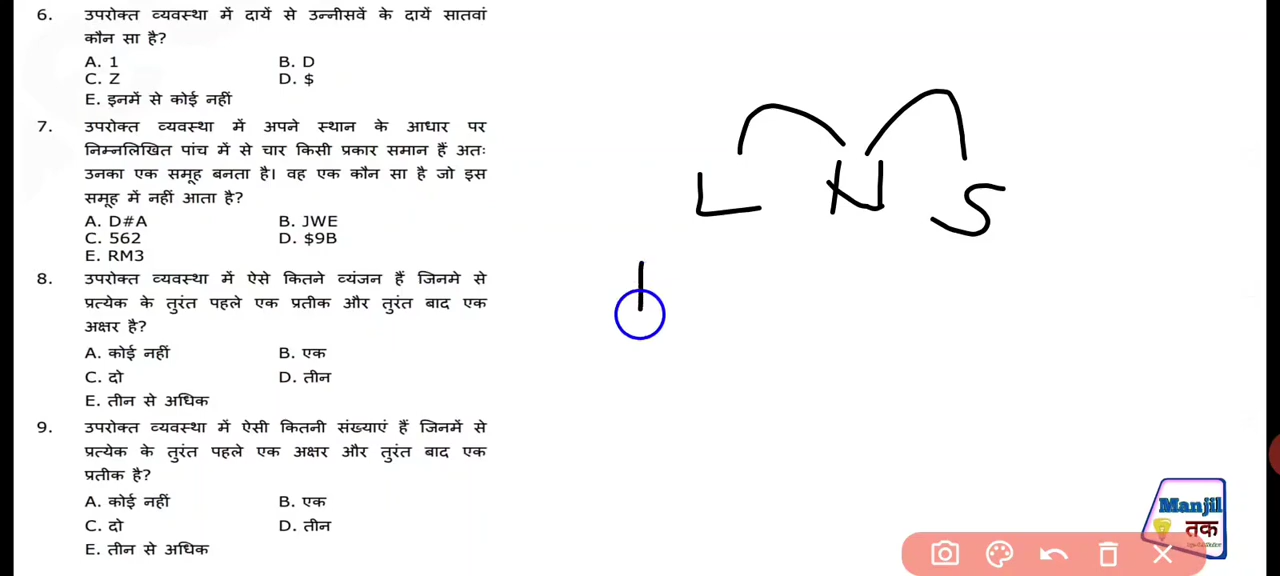 6. उपरोक्त व्यवस्था में दायें से उन्नीसवें के दायें सातवां
कौन सा है?
A. 1 B. D
C. Z D. $
E. इनमें से कोई नहीं
7. उपरोक्त व्यवस्था में अपने स्थान के आधार पर
निम्नलिखित पांच में से चार किसी प्रकार समान हैं अतः
उनका एक समूह बनता है। वह एक कौन सा है जो इस
समूह में नहीं आता है?
A. D#A B. JWE
C. 562 D. $9B
E. RM3
8. उपरोक्त व्यवस्था में ऐसे कितने व्यंजन हैं जिनमे से
प्रत्येक के तुरंत पहले एक प्रतीक और तुरंत बाद एक
अक्षर है?
A. कोई नहीं B. एक
C. दो D. तीन
E. तीन से अधिक
9. उपरोक्त व्यवस्था में ऐसी कितनी संख्याएं हैं जिनमें से
प्रत्येक के तुरंत पहले एक अक्षर और तुरंत बाद एक
प्रतीक है?
A. कोई नहीं B. एक
C. दो D. तीन
E. तीन से अधिक
L N S
Manjil
तक